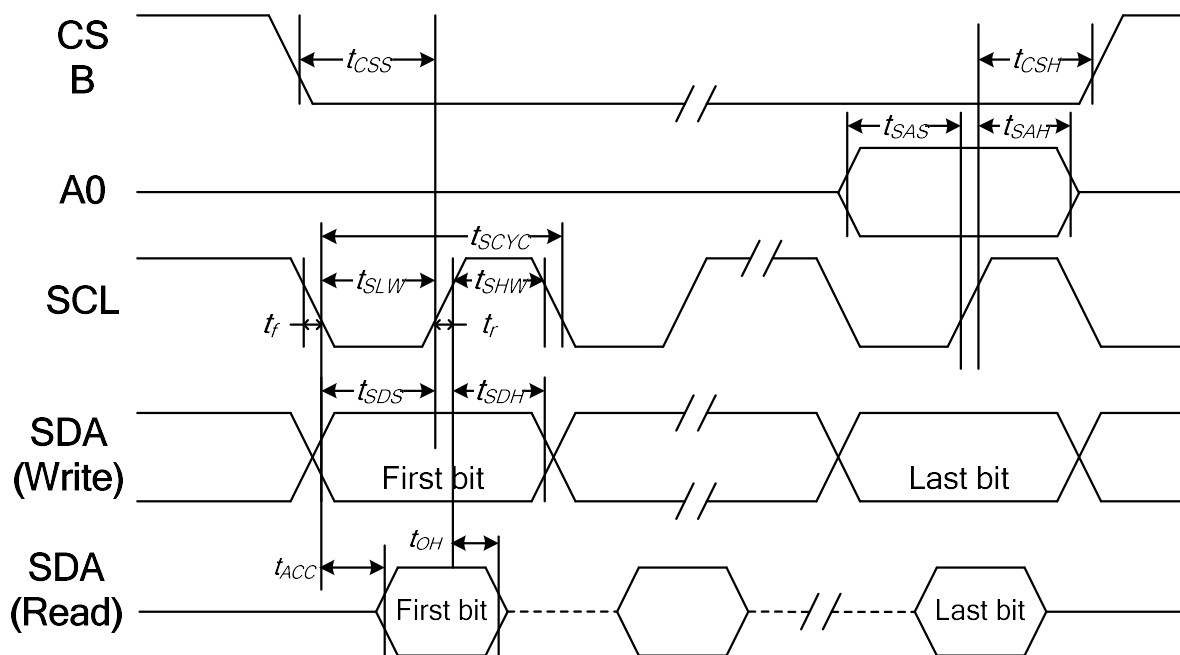 CS
B
tCSS
tCSH
tSAS
tSAH
A0
tSCYC
SCL
tSLW
tSHW
tf
tr
tSDS
tSDH
SDA
(Write)
First bit
Last bit
tOH
tACC
SDA
(Read)
First bit
Last bit